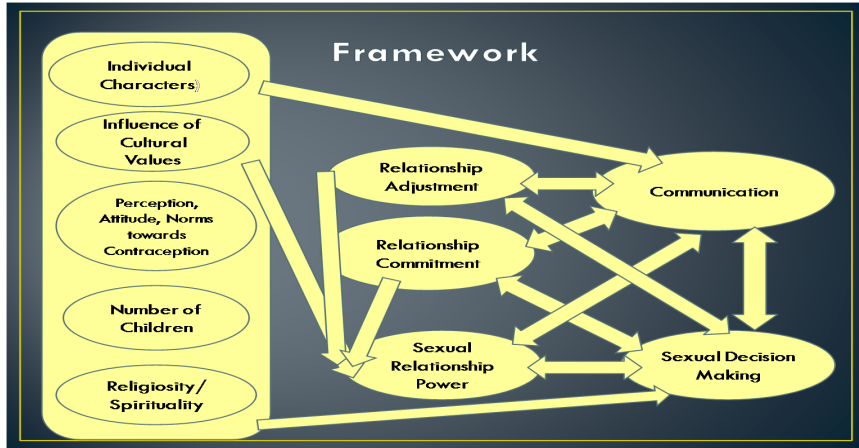 Framework
Individual
Characters
Influence of
Cultural
Values
Perception,
Attitude, Norms
towards
Contraception
Number of
Children
Religiosity/
Spirituality
Relationship
Adjustment
Relationship
Commitment
Sexual
Relationship
Power
Communication
Sexual Decision
Making